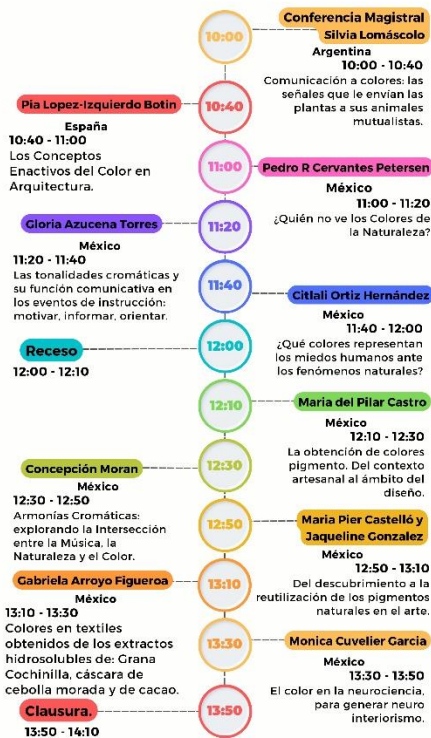 10:00
Conferencia Magistral
Silvia Lomáscolo
Argentina
10:00 - 10:40
Comunicación a colores: las
señales que le envían las
plantas a sus animales
mutualistas.
10:40
Pia Lopez-Izquierdo Botin
España
10:40 - 11:00
Los Conceptos
Enactivos del Color en
Arquitectura.
11:00
Pedro R Cervantes Petersen
México
11:00 - 11:20
¿Quién no ve los Colores de
la Naturaleza?
11:20
Gloria Azucena Torres
México
11:20 - 11:40
Las tonalidades cromáticas y
su función comunicativa en
los eventos de instrucción:
motivar, informar, orientar.
11:40
Citlali Ortiz Hernández
México
11:40 - 12:00
¿Qué colores representan
los miedos humanos ante
los fenómenos naturales?
12:00
Receso
12:00 - 12:10
12:10
Maria del Pilar Castro
México
12:10 - 12:30
La obtención de colores
pigmento. Del contexto
artesanal al ámbito del
diseño.
12:30
Concepción Moran
México
12:30 - 12:50
Armonías Cromáticas:
explorando la Intersección
entre la Música, la
Naturaleza y el Color.
12:50
Maria Pier Castelló y
Jaqueline Gonzalez
México
12:50 - 13:10
Del descubrimiento a la
reutilización de los pigmentos
naturales en el arte.
13:10
Gabriela Arroyo Figueroa
México
13:10 - 13:30
Colores en textiles
obtenidos de los extractos
hidrosolubles de: Grana
Cochinilla, cáscara de
cebolla morada y de cacao.
13:30
Monica Cuvelier Garcia
México
13:30 - 13:50
El color en la neurociencia,
para generar neuro
interiorismo.
13:50
Clausura.
13:50 - 14:10